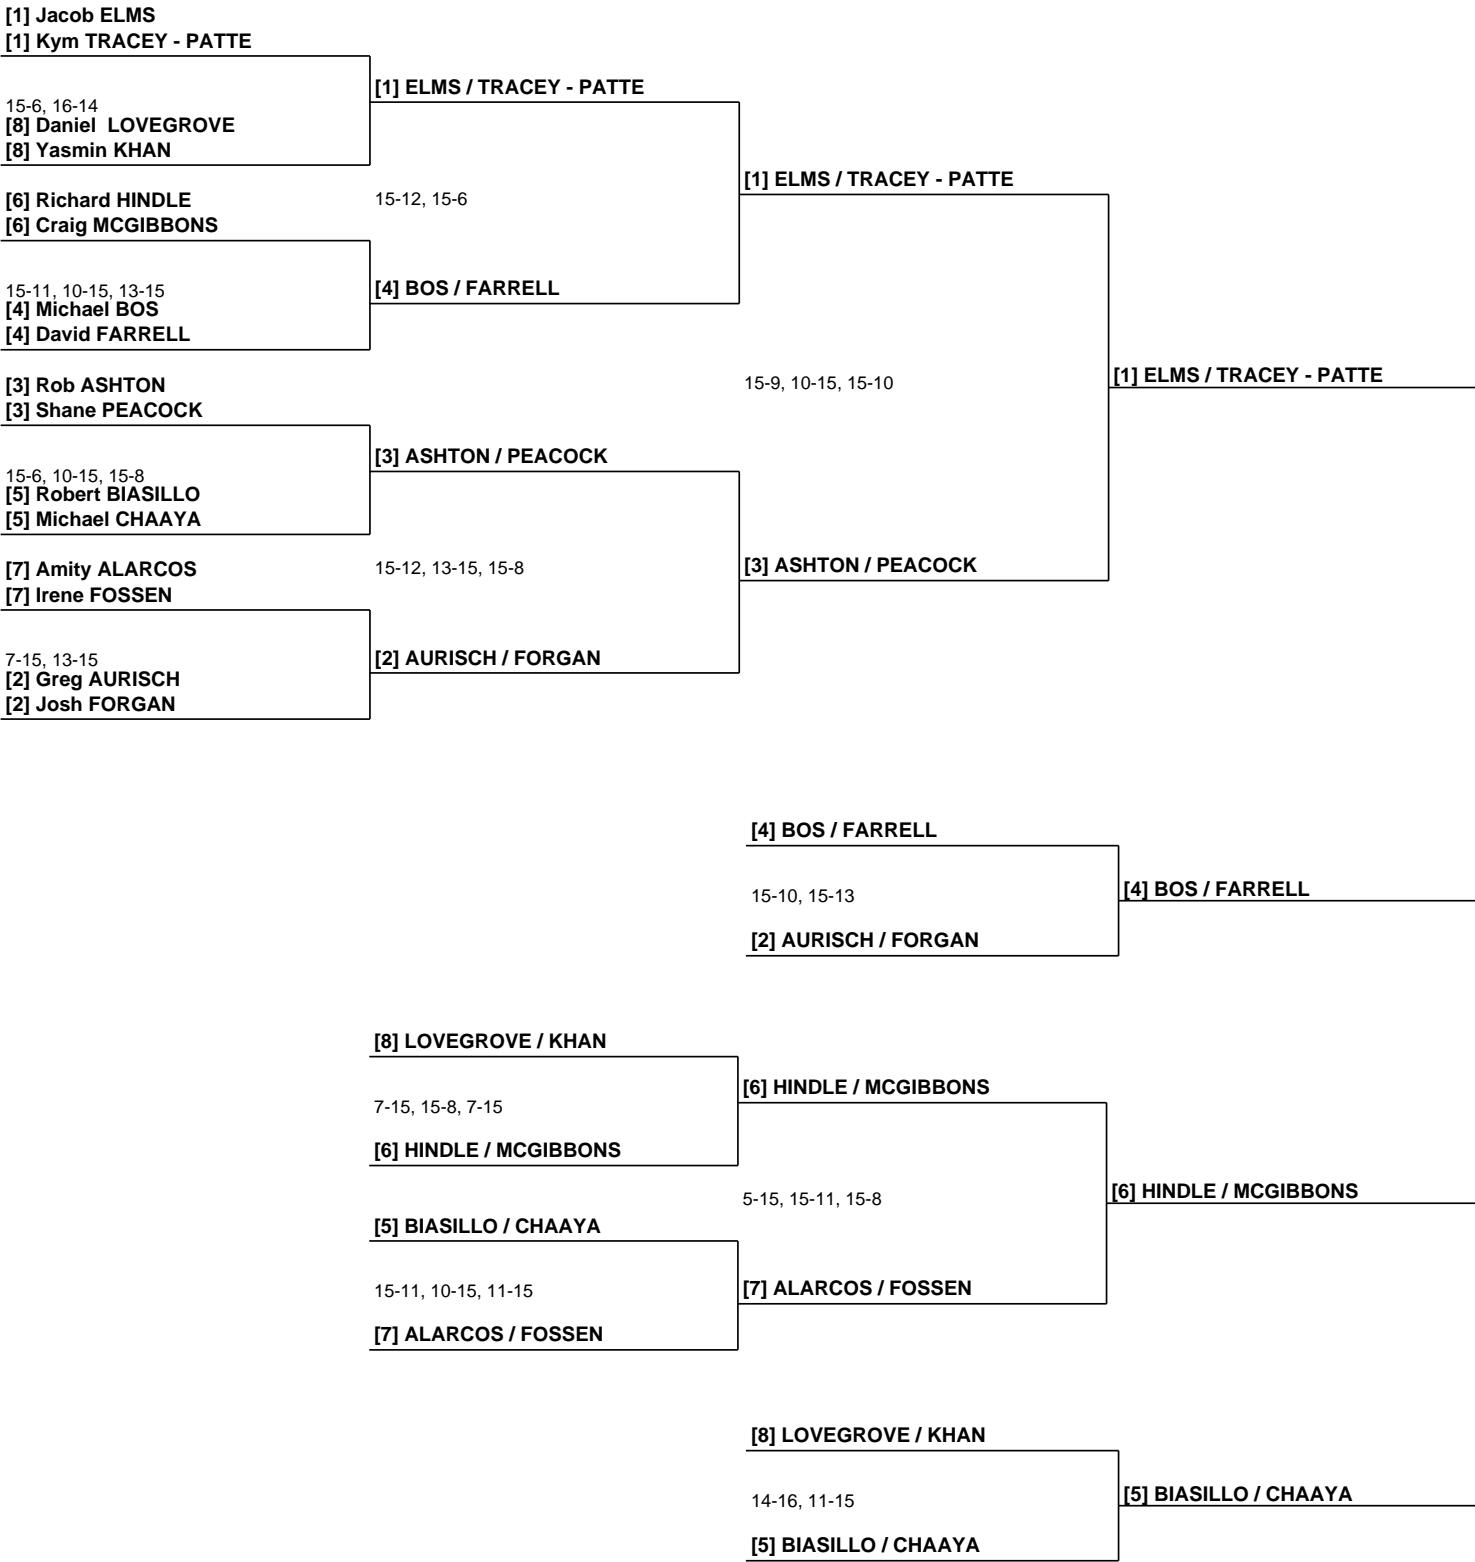 [1] Jacob ELMS
[1] Kym TRACEY - PATTE
[1] ELMS / TRACEY - PATTE
15-6, 16-14
[8] Daniel  LOVEGROVE
[8] Yasmin KHAN
[1] ELMS / TRACEY - PATTE
[6] Richard HINDLE
15-12, 15-6
[6] Craig MCGIBBONS
15-11, 10-15, 13-15
[4] BOS / FARRELL
[4] Michael BOS
[4] David FARRELL
[3] Rob ASHTON
15-9, 10-15, 15-10
[1] ELMS / TRACEY - PATTE
[3] Shane PEACOCK
[3] ASHTON / PEACOCK
15-6, 10-15, 15-8
[5] Robert BIASILLO
[5] Michael CHAAYA
[7] Amity ALARCOS
15-12, 13-15, 15-8
[3] ASHTON / PEACOCK
[7] Irene FOSSEN
7-15, 13-15
[2] AURISCH / FORGAN
[2] Greg AURISCH
[2] Josh FORGAN
[4] BOS / FARRELL
15-10, 15-13
[4] BOS / FARRELL
[2] AURISCH / FORGAN
[8] LOVEGROVE / KHAN
[6] HINDLE / MCGIBBONS
7-15, 15-8, 7-15
[6] HINDLE / MCGIBBONS
5-15, 15-11, 15-8
[6] HINDLE / MCGIBBONS
[5] BIASILLO / CHAAYA
15-11, 10-15, 11-15
[7] ALARCOS / FOSSEN
[7] ALARCOS / FOSSEN
[8] LOVEGROVE / KHAN
14-16, 11-15
[5] BIASILLO / CHAAYA
[5] BIASILLO / CHAAYA